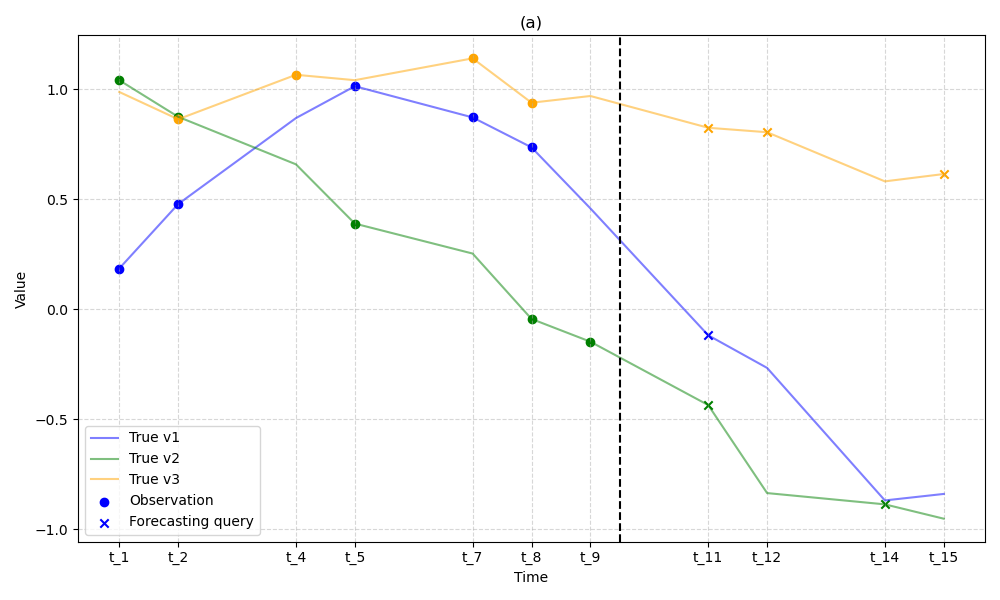 (a)
Value
1.0
0.5
0.0
−0.5
−1.0
True v1
True v2
True v3
Observation
Forecasting query
t_1 t_2 t_4 t_5 t_7 t_8 t_9 t_11 t_12 t_14 t_15
Time